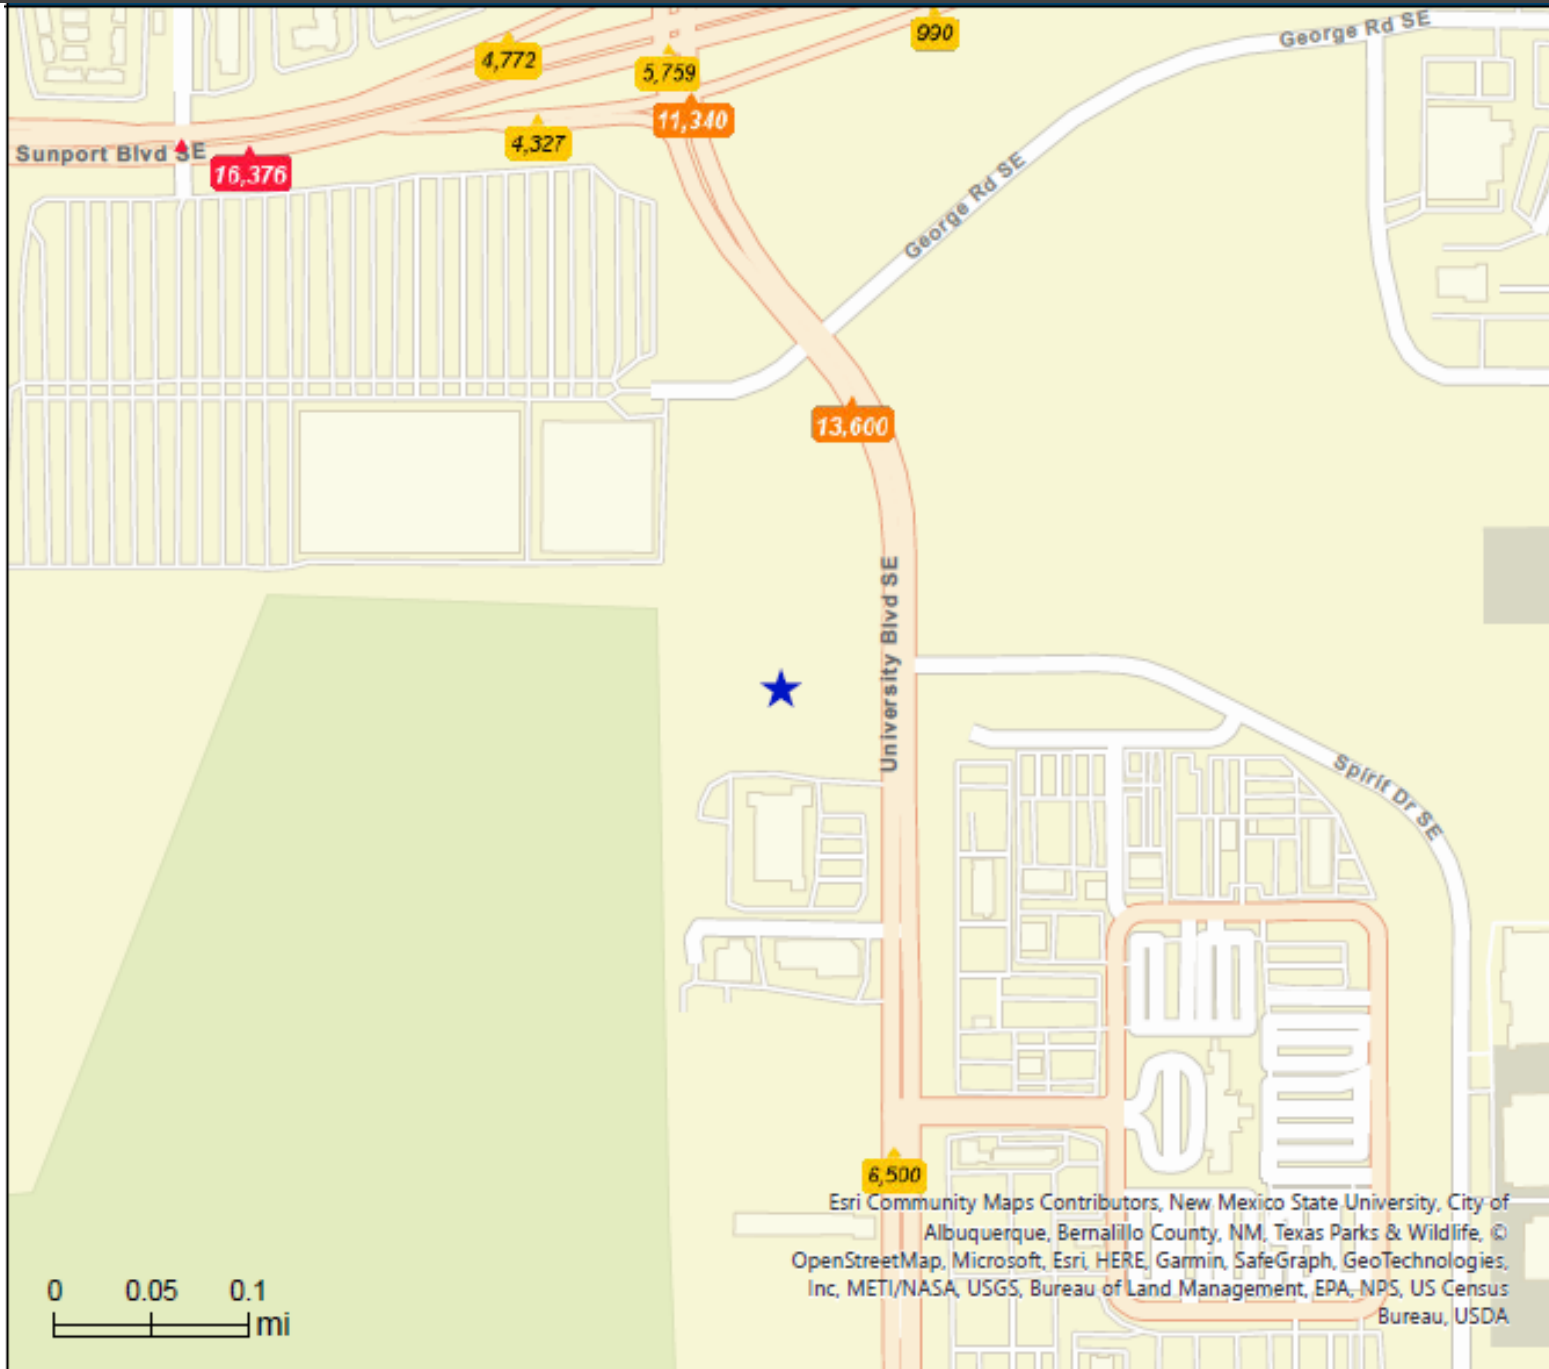 George Rd SE
990
4,772
5,759
11,340
4,327
Sunport Blvd SE
16,376
George Rd SE
13,600
University Blvd SE
Spirit Dr SE
6,500
Esri Community Maps Contributors, New Mexico State University, City of
Albuquerque, Bernalillo County, NM, Texas Parks & Wildlife, ©
OpenStreetMap, Microsoft, Esri, HERE, Garmin, SafeGraph, GeoTechnologies,
Inc, METI/NASA, USGS, Bureau of Land Management, EPA, NPS, US Census
Bureau, USDA
0 0.05 0.1
mi